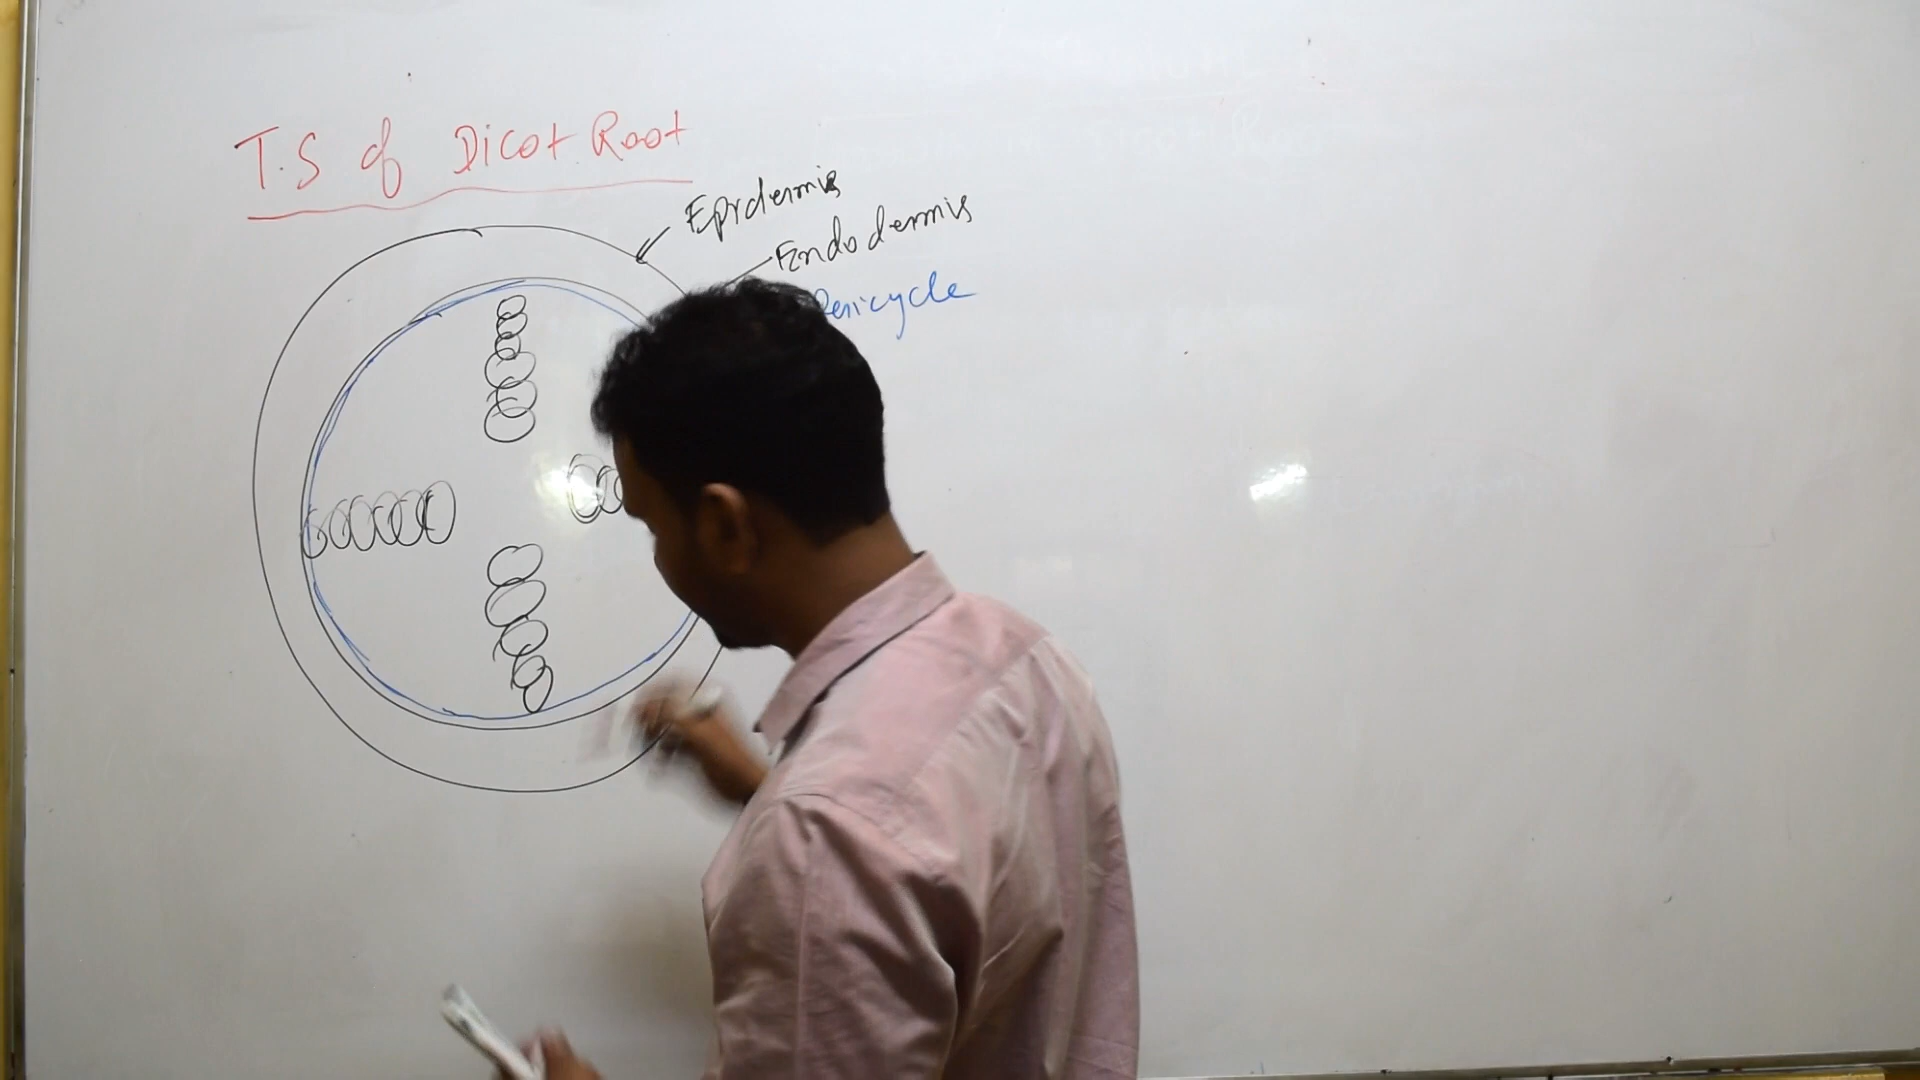 T.S of Dicot Root
Epidermis
Endodermis
Pericycle